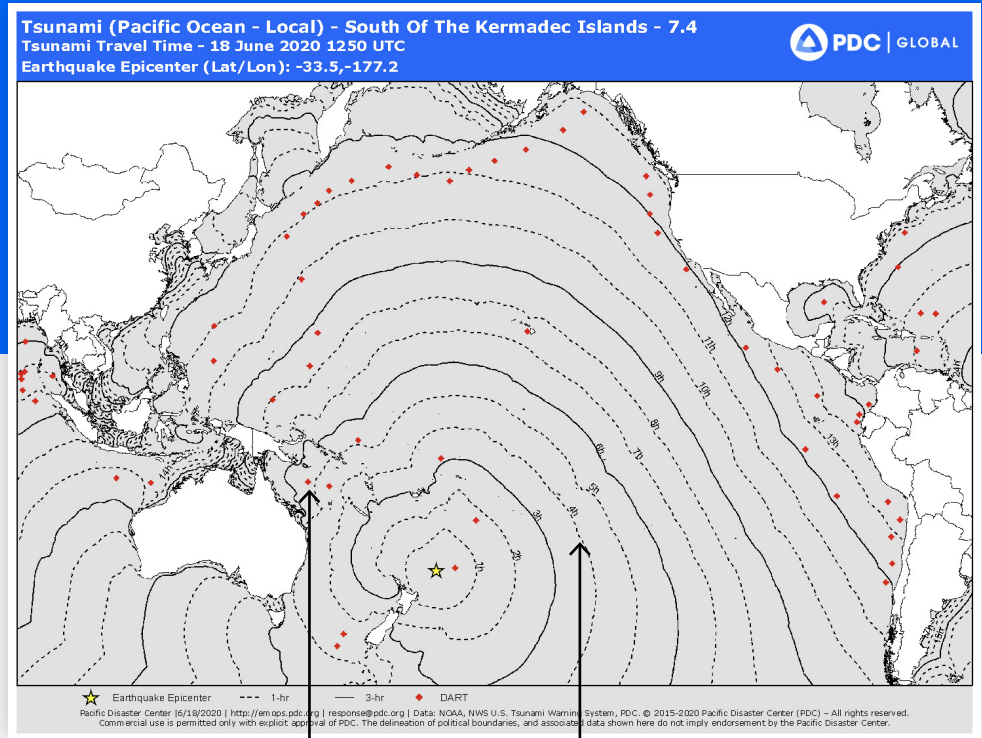 Tsunami (Pacific Ocean - Local) - South Of The Kermadec Islands - 7.4
Tsunami Travel Time - 18 June 2020 1250 UTC
Earthquake Epicenter (Lat/Lon): -33.5,-177.2
PDC | GLOBAL
12h
11h
10h
9h
8h
7h
6h
5h
4h
3h
2h
1h
13h
14h
Earthquake Epicenter
1-hr
3-hr
DART
Pacific Disaster Center |6/18/2020 | http://emops.pdc.org | response@pdc.org | Data: NOAA, NWS U.S. Tsunami Warning System, PDC. © 2015-2020 Pacific Disaster Center (PDC) – All rights reserved.
Commercial use is permitted only with explicit approval of PDC. The delineation of political boundaries, and associated data shown here do not imply endorsement by the Pacific Disaster Center.